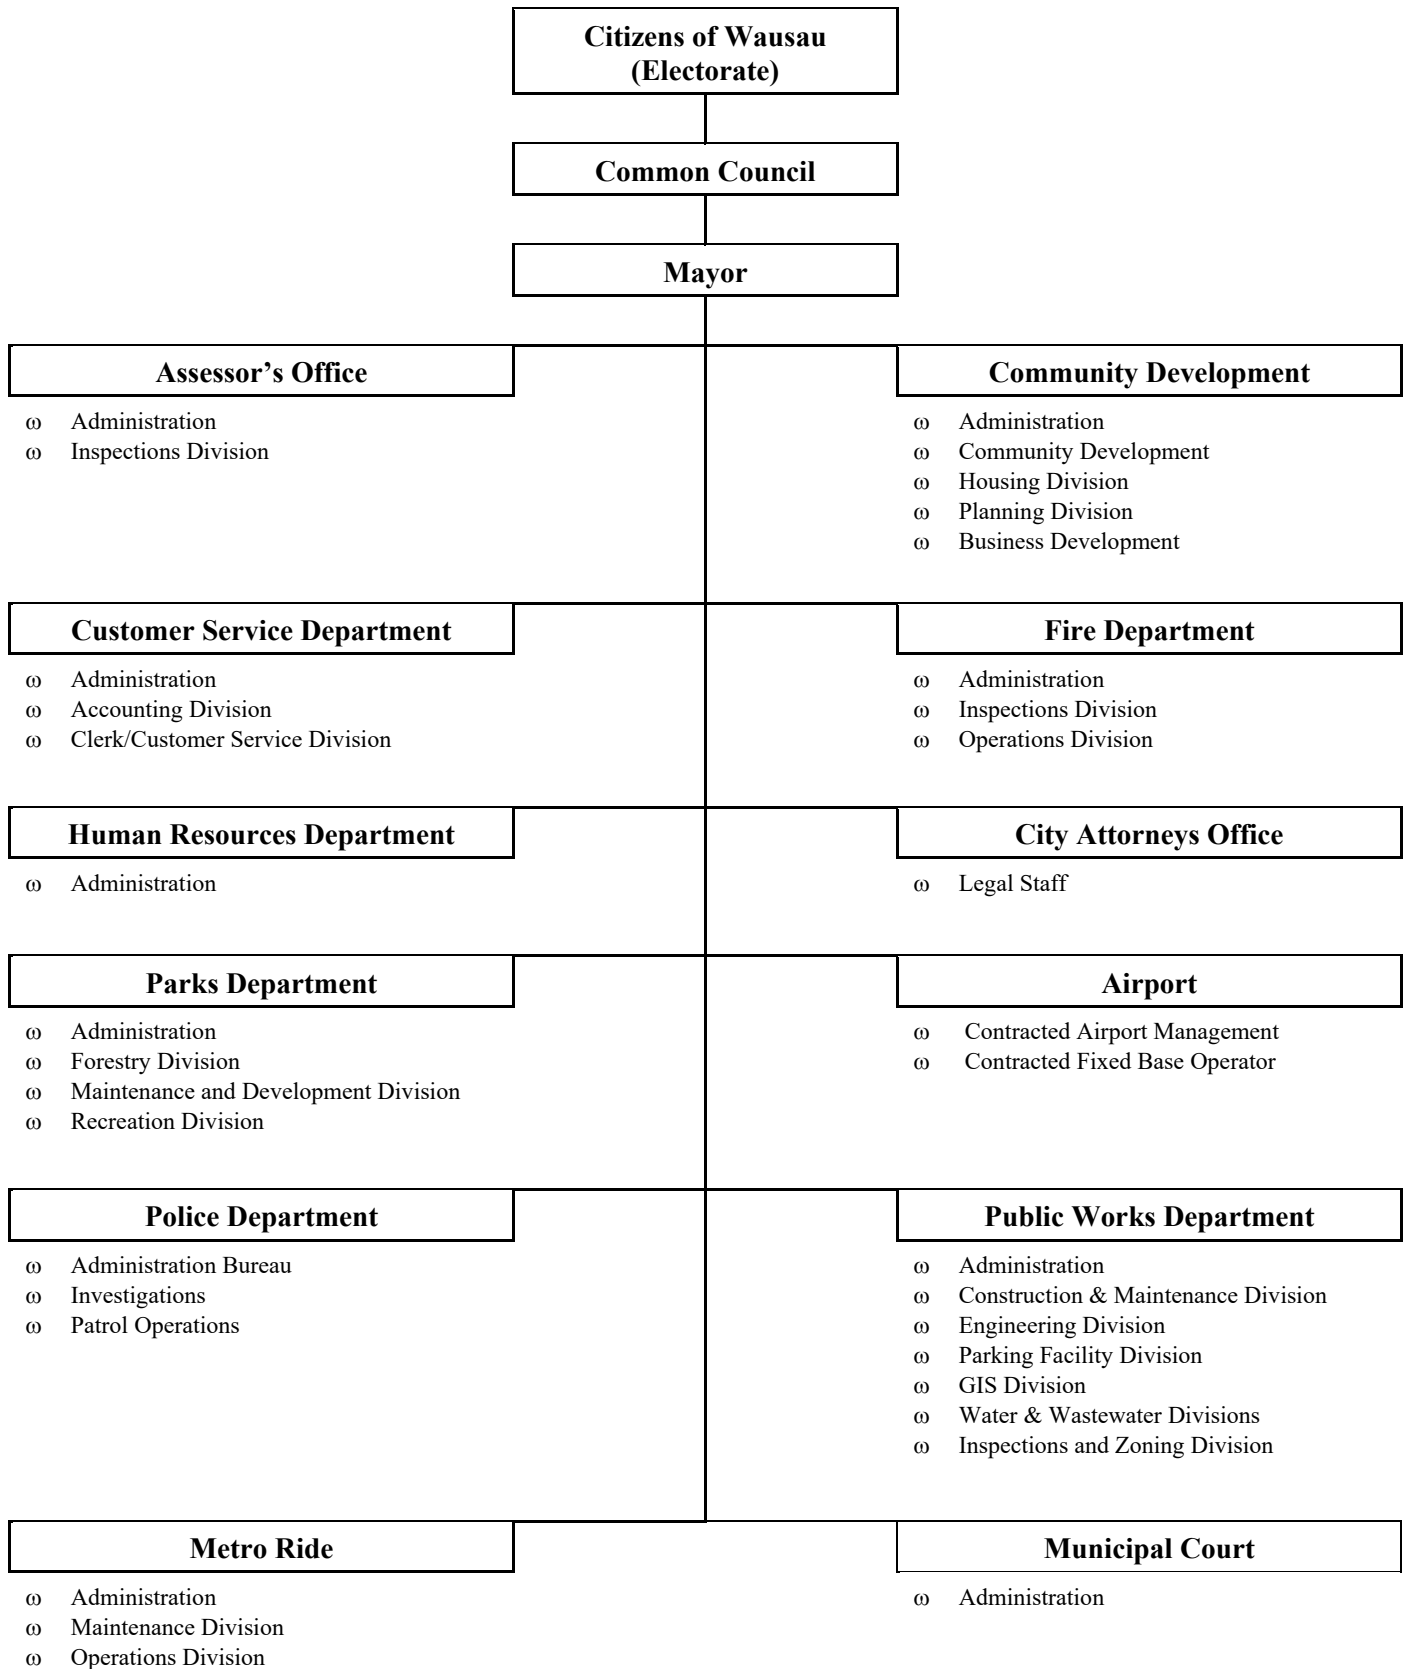 Citizens of Wausau
(Electorate)
Common Council
Mayor
Assessor’s Office
ω Administration
ω Inspections Division
Community Development
ω Administration
ω Community Development
ω Housing Division
ω Planning Division
ω Business Development
Customer Service Department
ω Administration
ω Accounting Division
ω Clerk/Customer Service Division
Fire Department
ω Administration
ω Inspections Division
ω Operations Division
Human Resources Department
ω Administration
City Attorneys Office
ω Legal Staff
Parks Department
ω Administration
ω Forestry Division
ω Maintenance and Development Division
ω Recreation Division
Airport
ω Contracted Airport Management
ω Contracted Fixed Base Operator
Police Department
ω Administration Bureau
ω Investigations
ω Patrol Operations
Public Works Department
ω Administration
ω Construction & Maintenance Division
ω Engineering Division
ω Parking Facility Division
ω GIS Division
ω Water & Wastewater Divisions
ω Inspections and Zoning Division
Metro Ride
ω Administration
ω Maintenance Division
ω Operations Division
Municipal Court
ω Administration